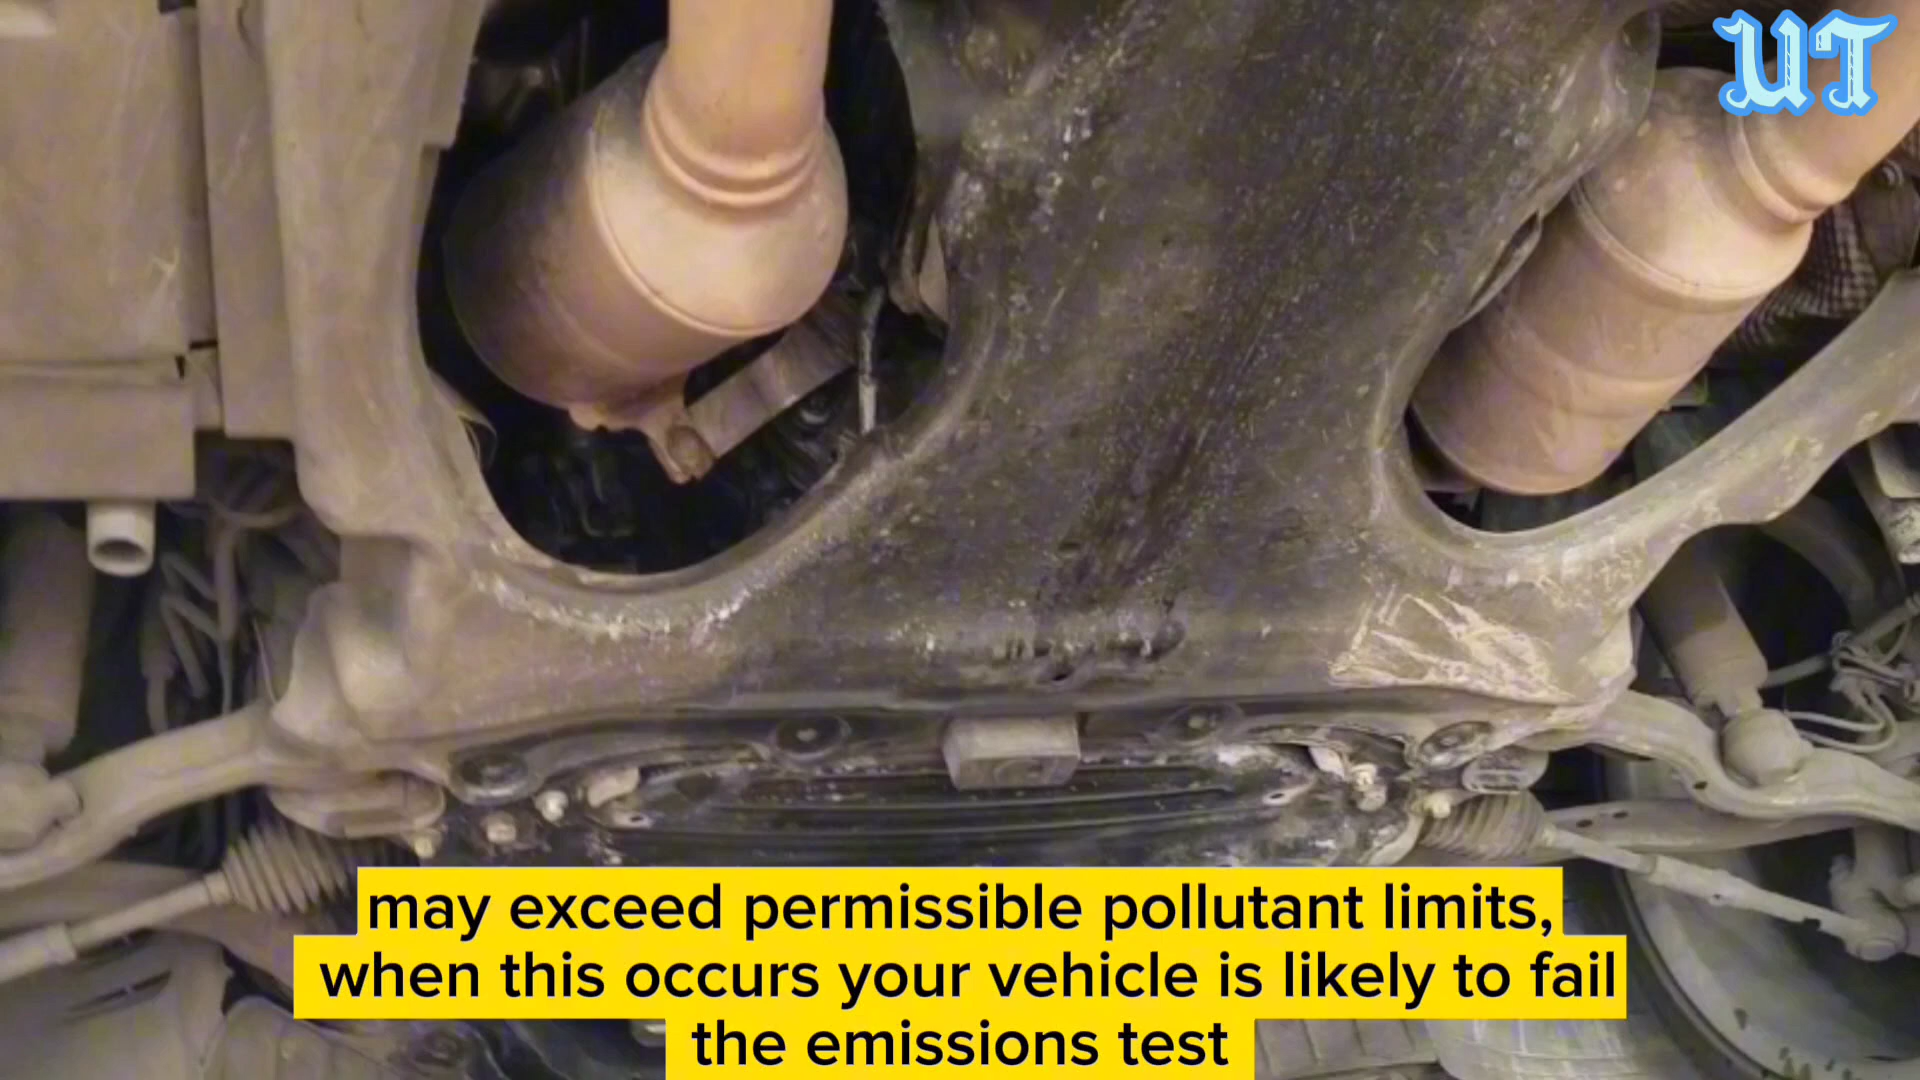 UT
may exceed permissible pollutant limits,
when this occurs your vehicle is likely to fail
the emissions test